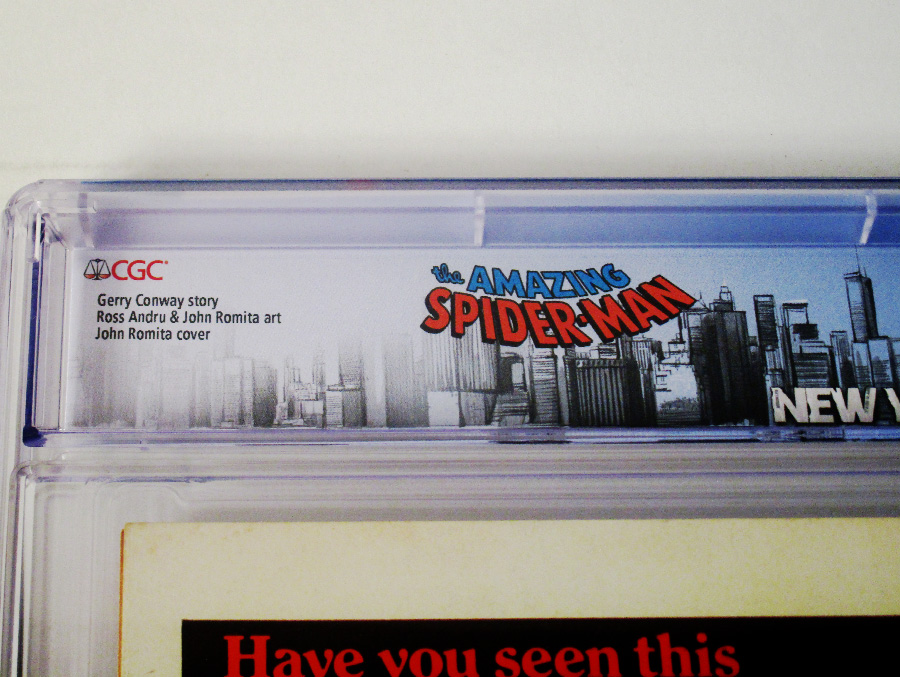 CGC
Gerry Conway story
Ross Andru & John Romita art
John Romita cover
the AMAZING
SPIDER-MAN
NEW
Have you seen this